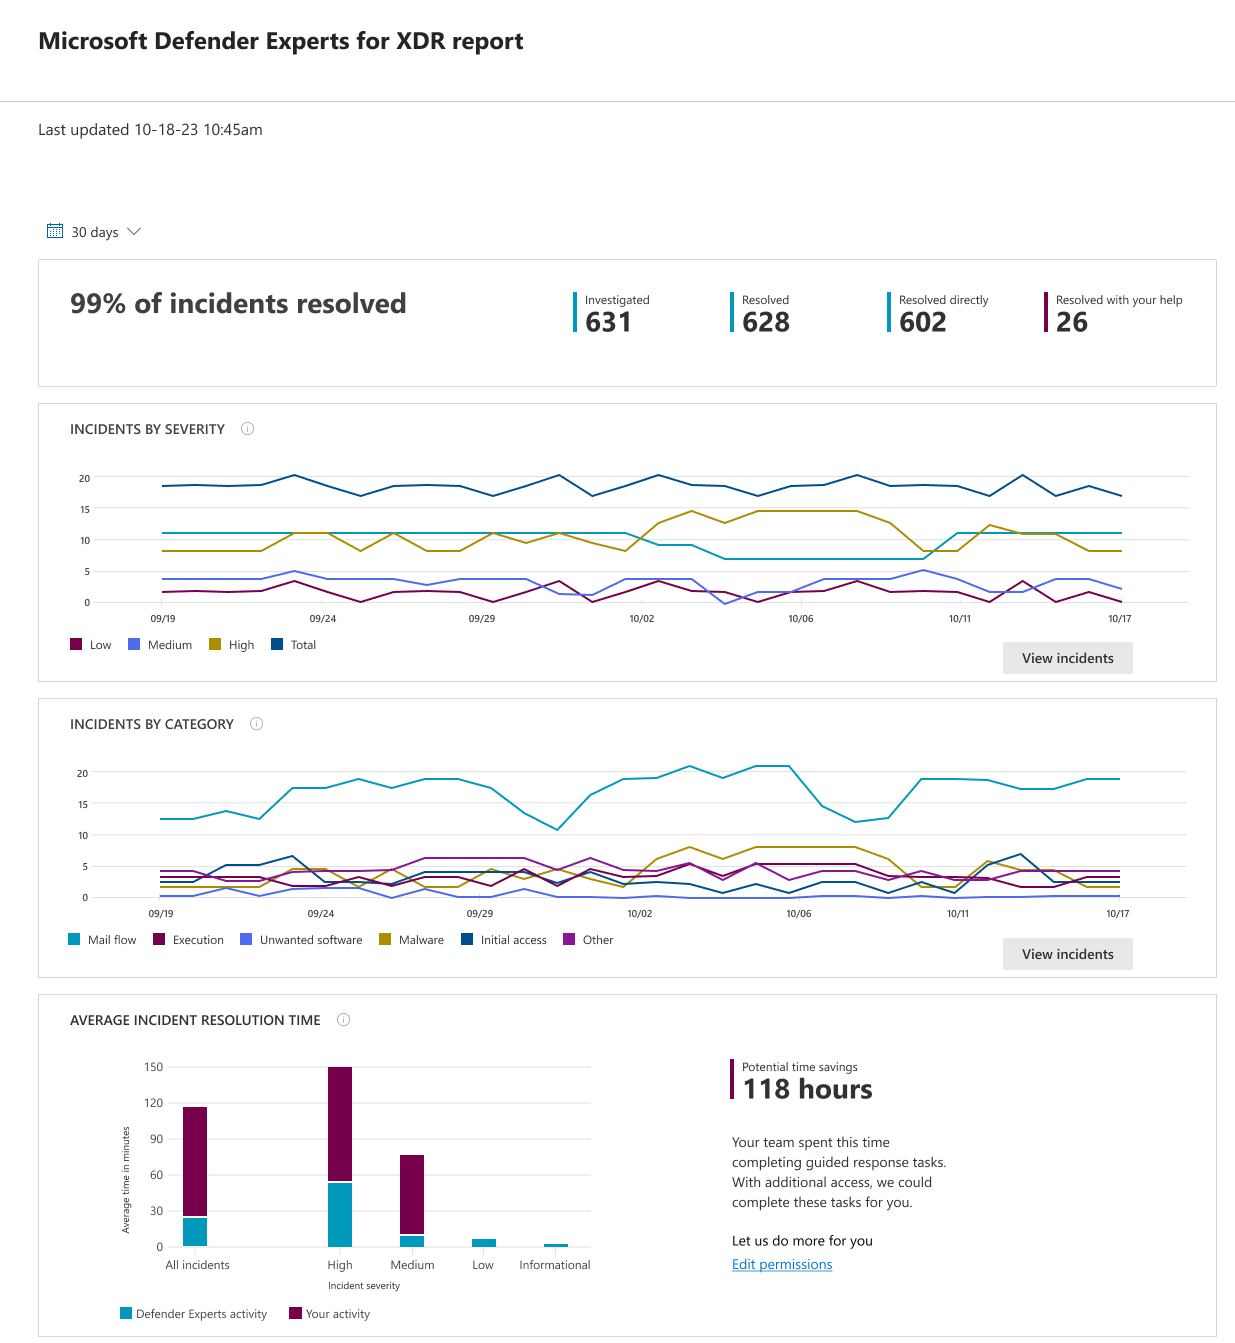 Microsoft Defender Experts for XDR report
Last updated 10-18-23 10:45am
30 days
99% of incidents resolved
Investigated
631
Resolved
628
Resolved directly
602
Resolved with your help
26
INCIDENTS BY SEVERITY
20
15
10
5
0
09/19 09/24 09/29 10/02 10/06 10/11 10/17
Low Medium High Total
View incidents
INCIDENTS BY CATEGORY
20
15
10
5
0
09/19 09/24 09/29 10/02 10/06 10/11 10/17
Mail flow Execution Unwanted software Malware Initial access Other
View incidents
AVERAGE INCIDENT RESOLUTION TIME
Average time in minutes
150
120
90
60
30
0
All incidents High Medium Low Informational
Incident severity
Defender Experts activity Your activity
Potential time savings
118 hours
Your team spent this time
completing guided response tasks.
With additional access, we could
complete these tasks for you.
Let us do more for you
Edit permissions